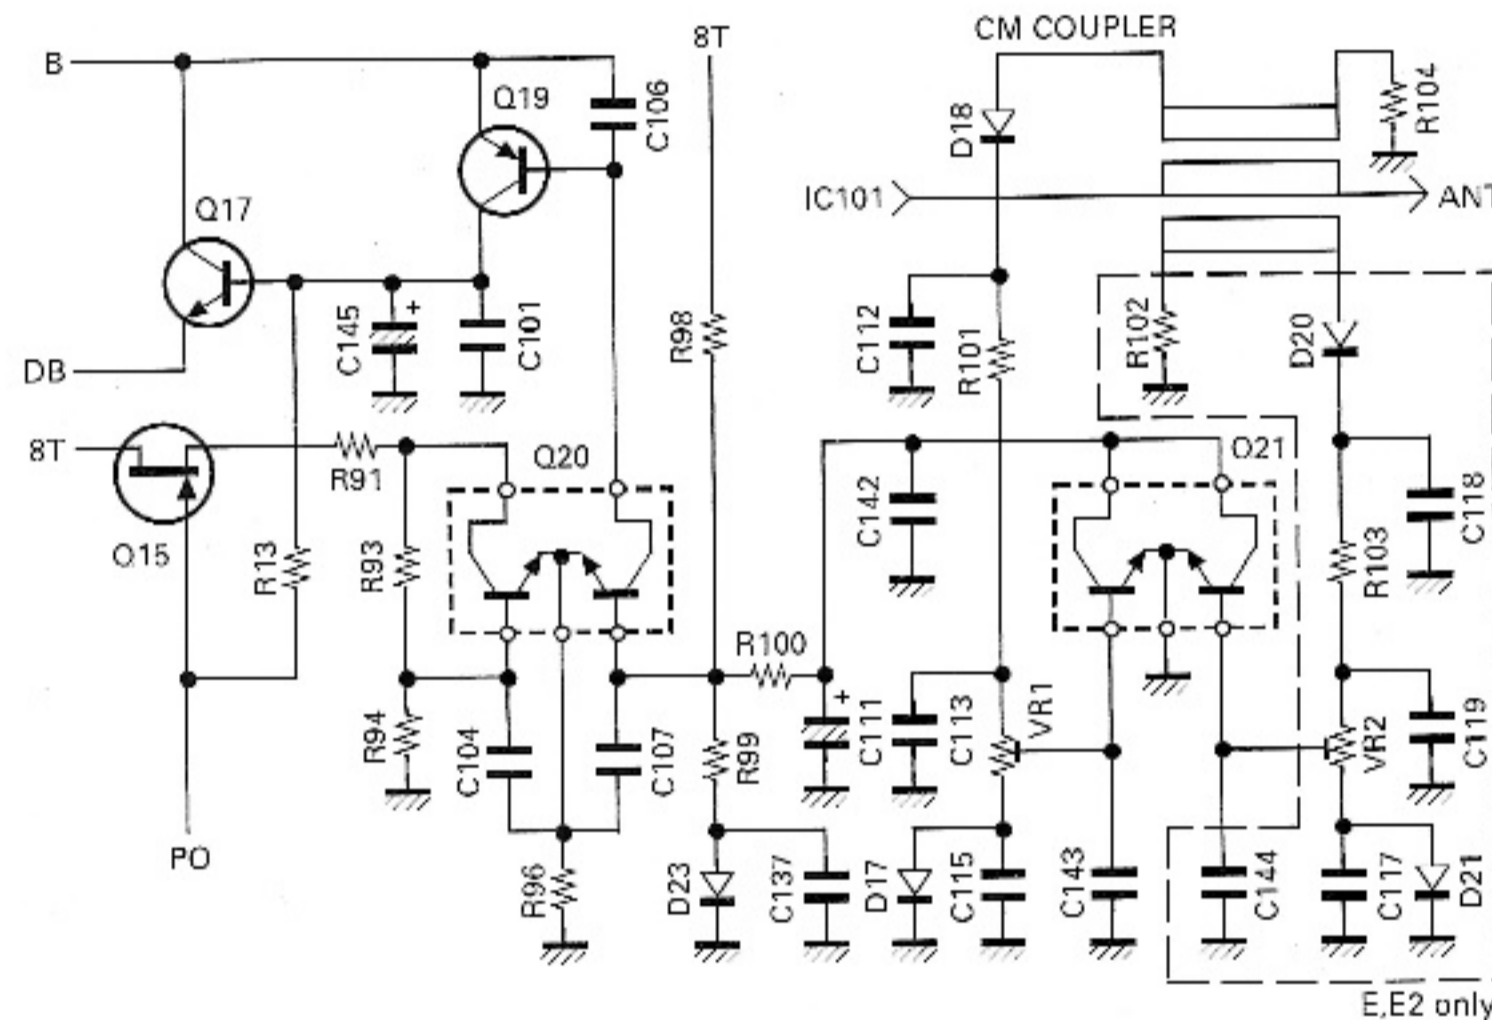 CM COUPLER
8T
B
Q19
C106
D18
R104
IC101
ANT
Q17
C145
C101
R98
C112
R101
R102
D20
DB
8T
R91
Q20
Q21
C142
C118
Q15
R13
R93
R103
R100
R94
C104
C107
R99
C111
C113
VR1
VR2
C119
PO
R96
D23
C137
D17
C115
C143
C144
C117
D21
E,E2 only